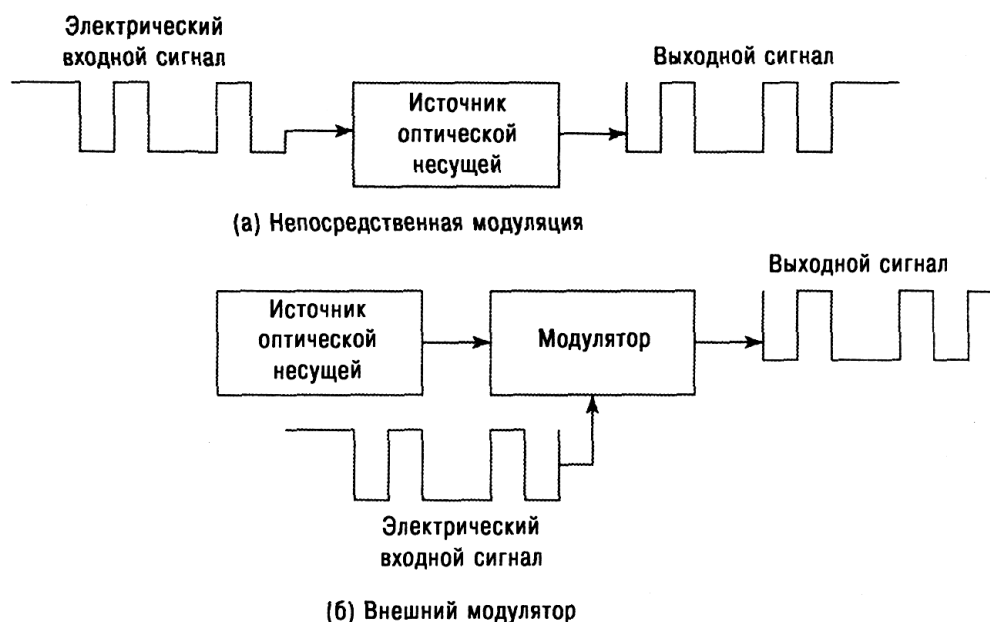 Электрический
входной сигнал
Выходной сигнал
Источник
оптической
несущей
(а) Непосредственная модуляция
Выходной сигнал
Источник
оптической
несущей
Модулятор
Электрический
входной сигнал
(б) Внешний модулятор